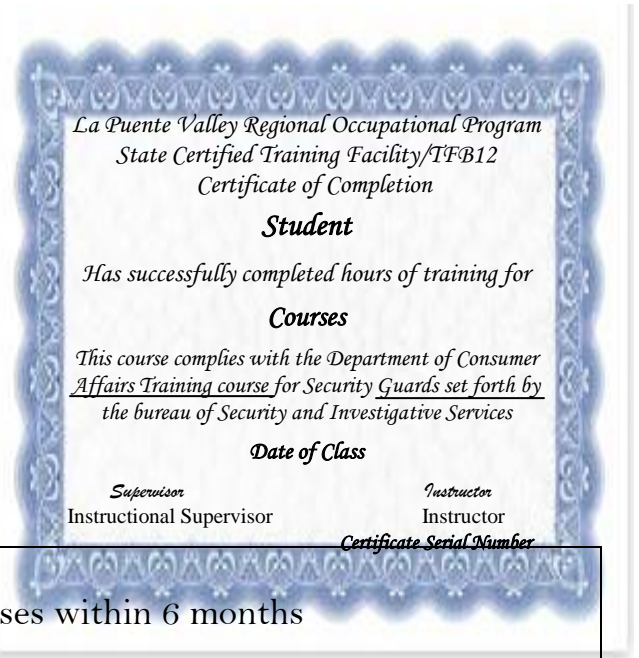 La Puente Valley Regional Occupational Program
State Certified Training Facility/TFB12
Certificate of Completion
Student
Has successfully completed hours of training for
Courses
This course complies with the Department of Consumer
Affairs Training course for Security Guards set forth by
the bureau of Security and Investigative Services
Date of Class
Supervisor Instructor
Instructional Supervisor Instructor
Certificate Serial Number
within 6 months